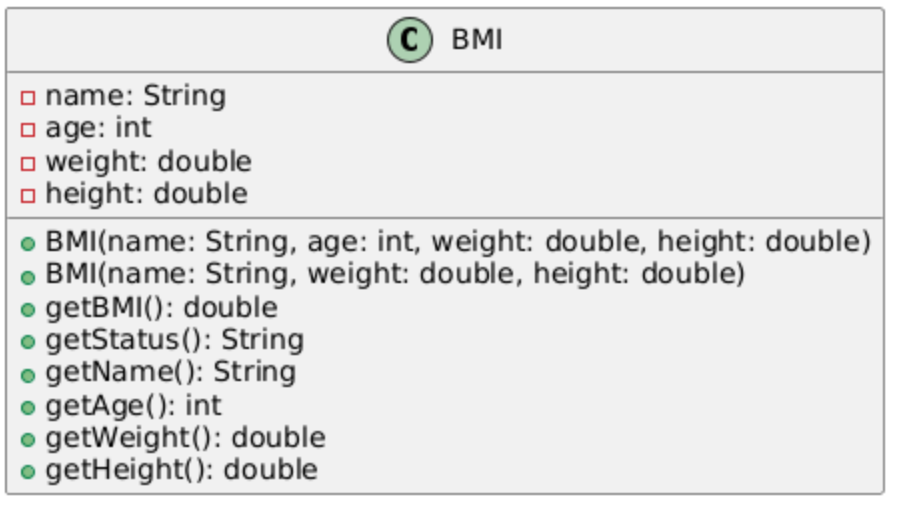 C BMI
name: String
age: int
weight: double
height: double
BMI(name: String, age: int, weight: double, height: double)
BMI(name: String, weight: double, height: double)
getBMI(): double
getStatus(): String
getName(): String
getAge(): int
getWeight(): double
getHeight(): double